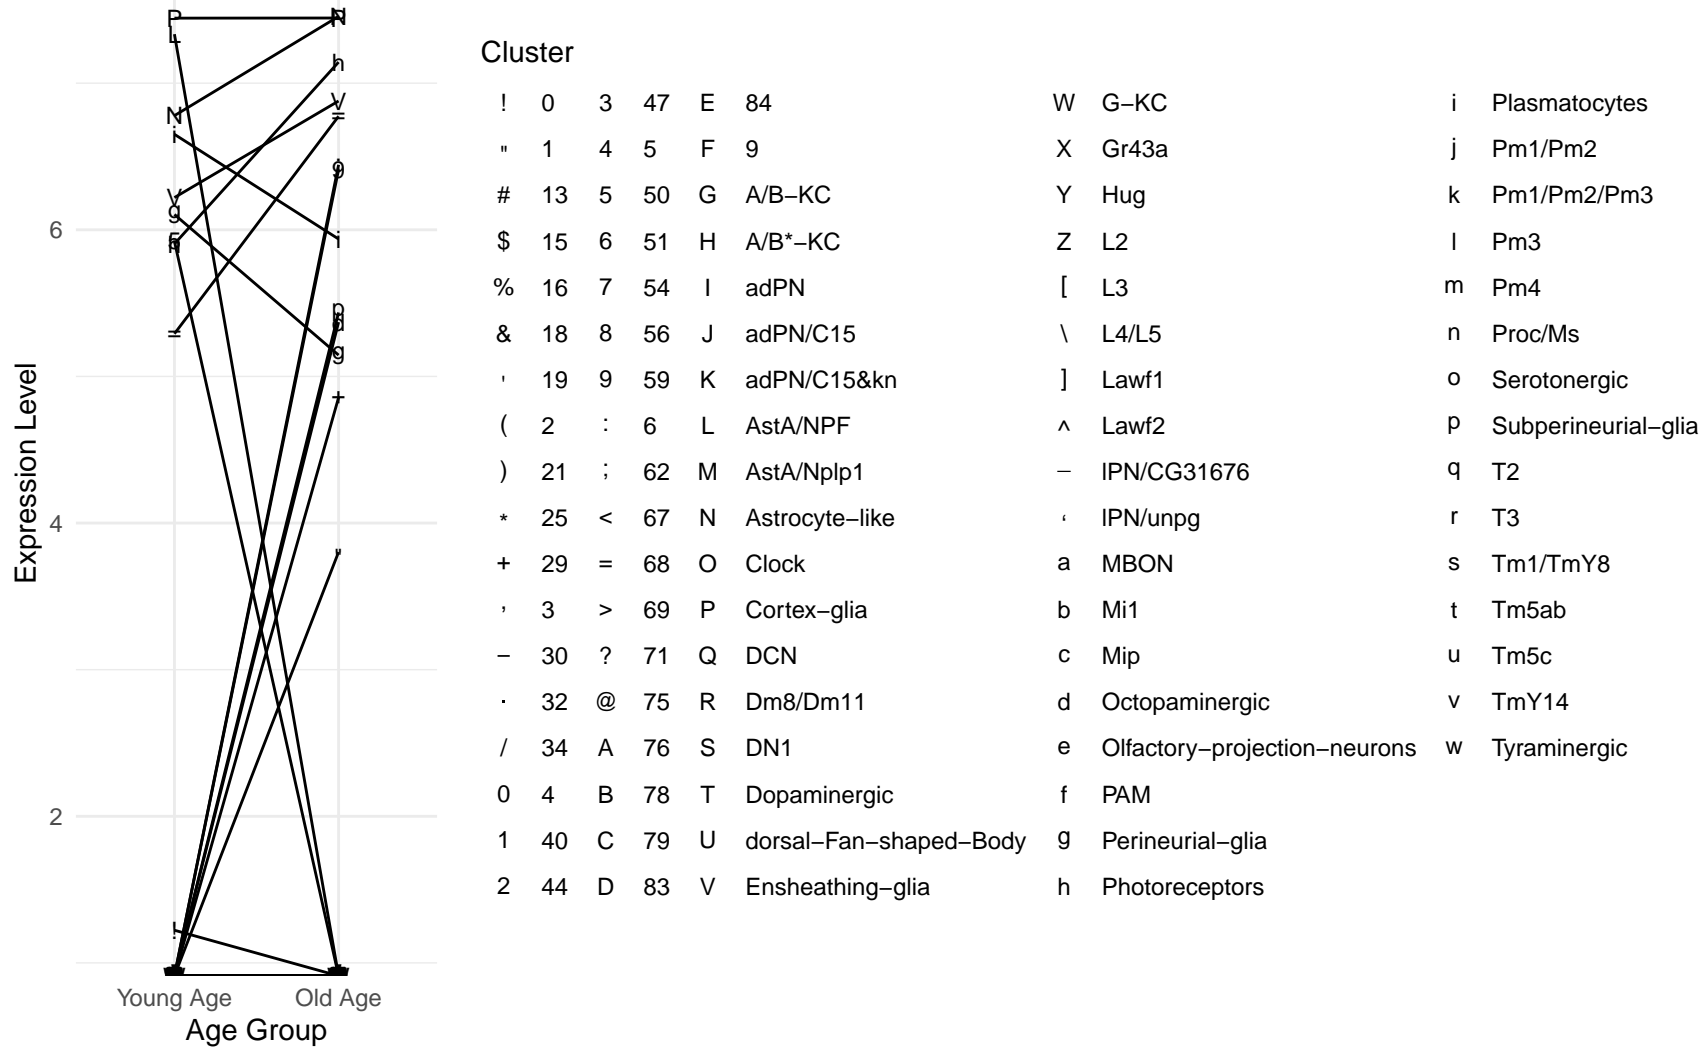 Cluster
! 0 3 47 E 84 W G−KC i Plasmatocytes
" 1 4 5 F 9 X Gr43a j Pm1/Pm2
# 13 5 50 G A/B−KC Y Hug k Pm1/Pm2/Pm3
$ 15 6 51 H A/B*−KC Z L2 l Pm3
% 16 7 54 I adPN [ L3 m Pm4
& 18 8 56 J adPN/C15 \ L4/L5 n Proc/Ms
' 19 9 59 K adPN/C15&kn ] Lawf1 o Serotonergic
( 2 : 6 L AstA/NPF ^ Lawf2 p Subperineurial−glia
) 21 ; 62 M AstA/Nplp1 − lPN/CG31676 q T2
* 25 < 67 N Astrocyte−like ‘ lPN/unpg r T3
+ 29 = 68 O Clock a MBON s Tm1/TmY8
, 3 > 69 P Cortex−glia b Mi1 t Tm5ab
− 30 ? 71 Q DCN c Mip u Tm5c
. 32 @ 75 R Dm8/Dm11 d Octopaminergic v TmY14
/ 34 A 76 S DN1 e Olfactory−projection−neurons w Tyraminergic
0 4 B 78 T Dopaminergic f PAM
1 40 C 79 U dorsal−Fan−shaped−Body g Perineurial−glia
2 44 D 83 V Ensheathing−glia h Photoreceptors
Expression Level
6
4
2
P
L
N
i
V
g
=
!
N
h
V
=
g
i
p
g
+
"
Young Age Old Age
Age Group